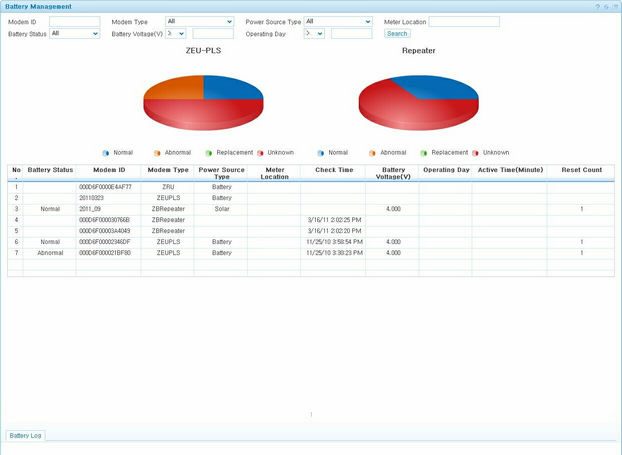 Battery Management
Modem ID Modem Type All Power Source Type All Meter Location
Battery Status All Battery Voltage(V) Operating Day Search
ZEU-PLS Repeater
Normal Abnormal Replacement Unknown Normal Abnormal Replacement Unknown
No. Battery Status Modem ID Modem Type Power Source Type Meter Location Check Time Battery Voltage(V) Operating Day Active Time(Minute) Reset Count
1 000D6F0000E4AF77 ZRU Battery
2 20110323 ZEUPLS Battery
3 Normal 2011_09 ZBRepeater Solar 4.000 1
4 000D6F000030766B ZBRepeater 3/16/11 2:02:25 PM
5 000D6F00003A4049 ZBRepeater 3/16/11 2:02:20 PM
6 Normal 000D6F00002346DF ZEUPLS Battery 11/25/10 3:58:54 PM 4.000 1
7 Abnormal 000D6F000021BF80 ZEUPLS Battery 11/25/10 3:30:23 PM 4.000 1
1
Battery Log